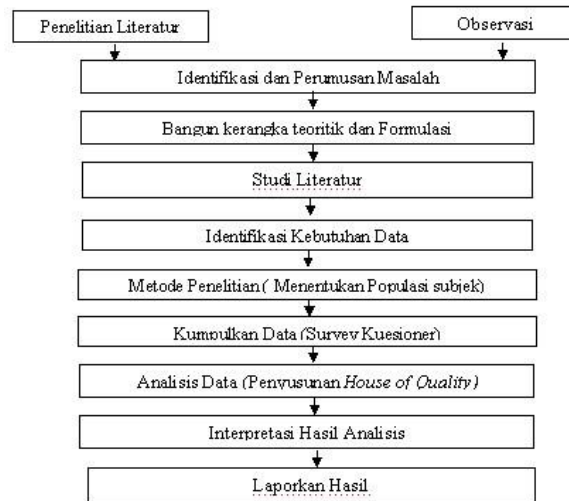 Penelitian Literatur
Observasi
Identifikasi dan Perumusan Masalah
Bangun kerangka teoritik dan Formulasi
Studi Literatur
Identifikasi Kebutuhan Data
Metode Penelitian ( Menentukan Populasi subjek)
Kumpulkan Data (Survey Kuesioner)
Analisis Data (Penyusunan House of Quality)
Interpretasi Hasil Analisis
Laporkan Hasil